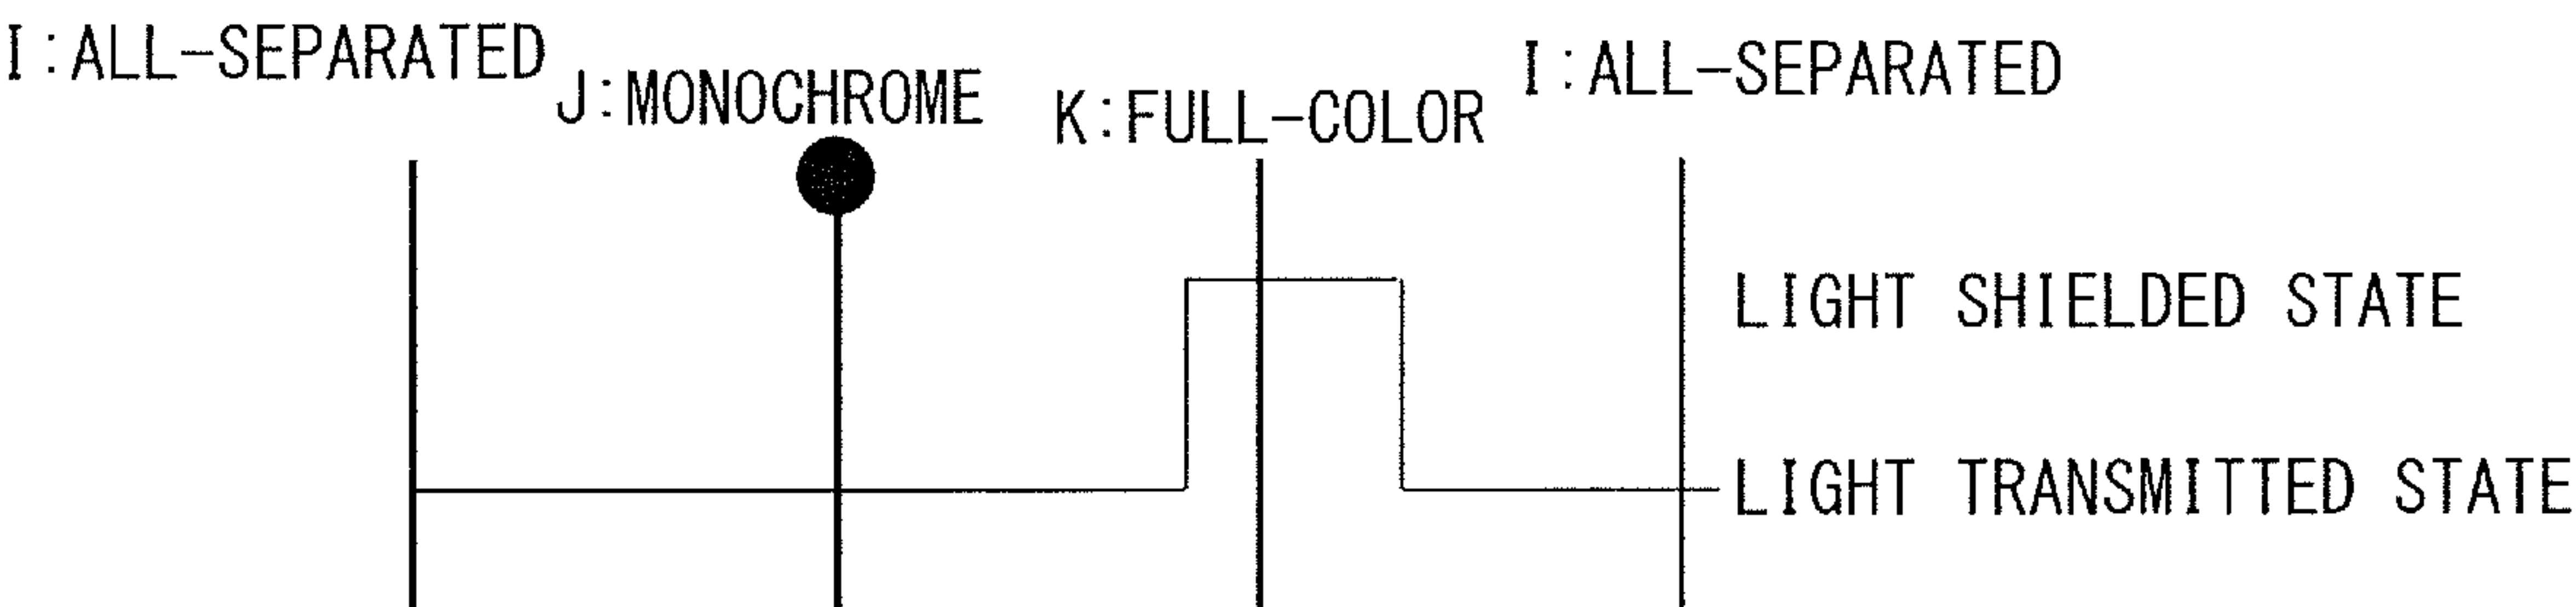 I:ALL-SEPARATED
J:MONOCHROME
K:FULL-COLOR
I:ALL-SEPARATED
LIGHT SHIELDED STATE
LIGHT TRANSMITTED STATE